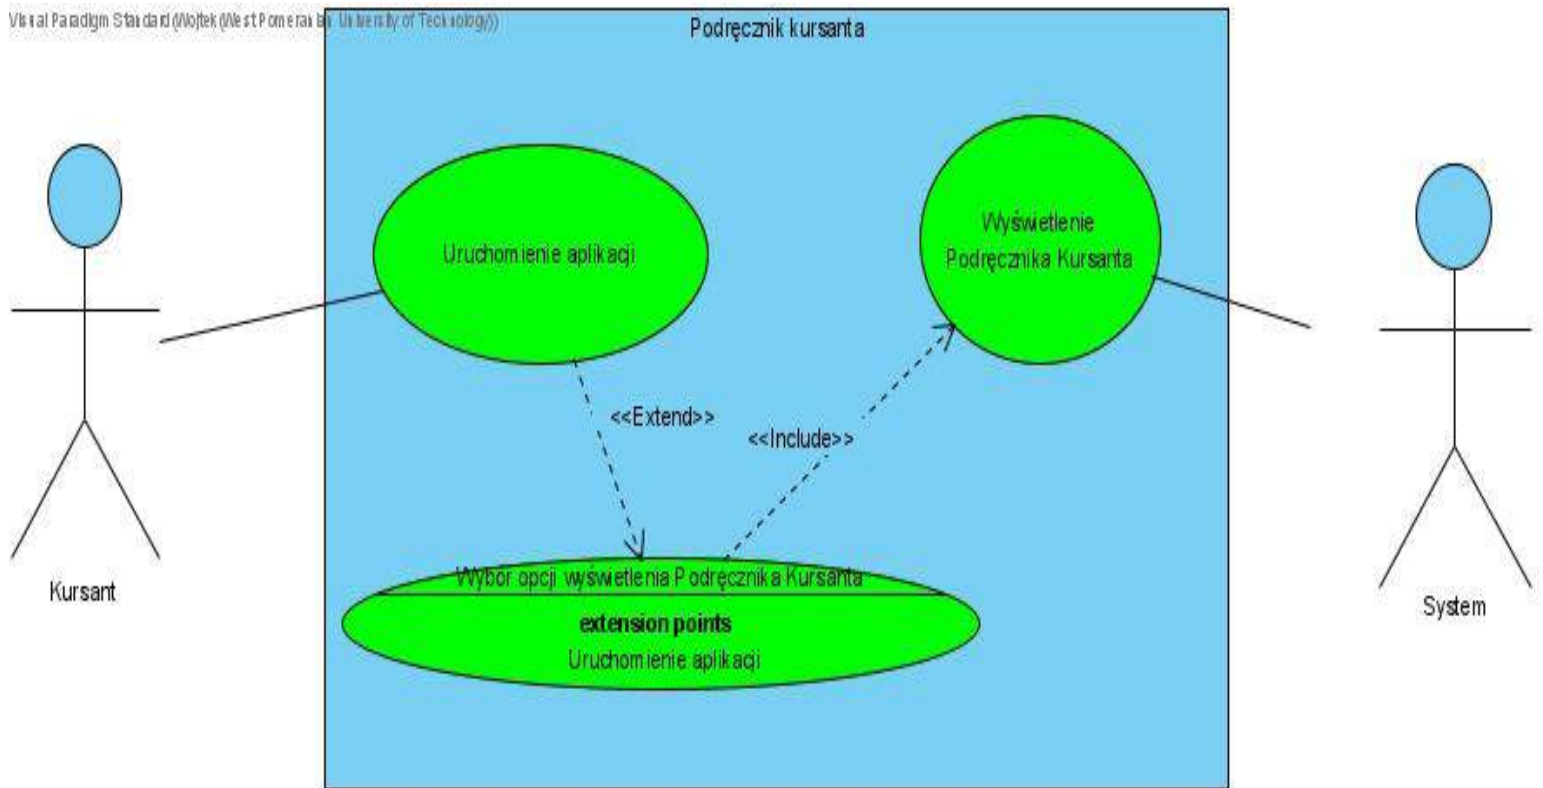 Visual Paradigm Standard(Wojtek(West Pomeranian University of Technology))
Podręcznik kursanta
Uruchomienie aplikacji
Wyświetlenie
Podręcznika Kursanta
<<Extend>>
<<Include>>
Wybór opcji wyświetlenia Podręcznika Kursanta
extension points
Uruchomienie aplikacji
Kursant
System